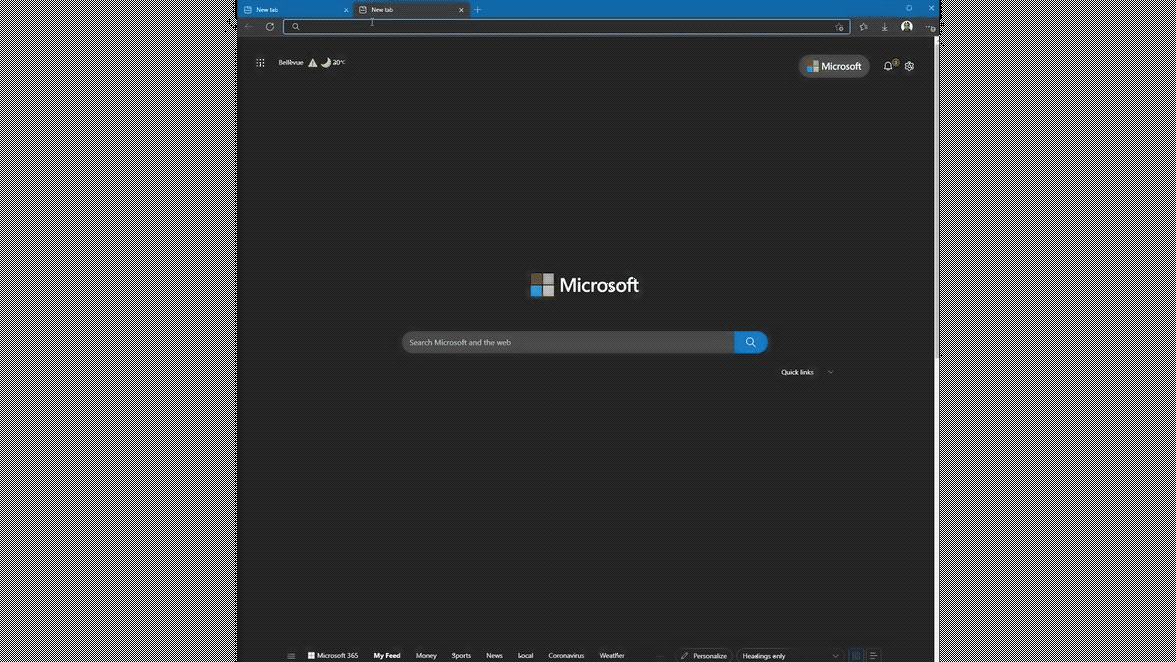 New tab New tab
Bellevue 20°C Microsoft
Microsoft
Search Microsoft and the web
Quick links
Microsoft 365 My Feed Money Sports News Local Coronavirus Weather Personalize Headings only